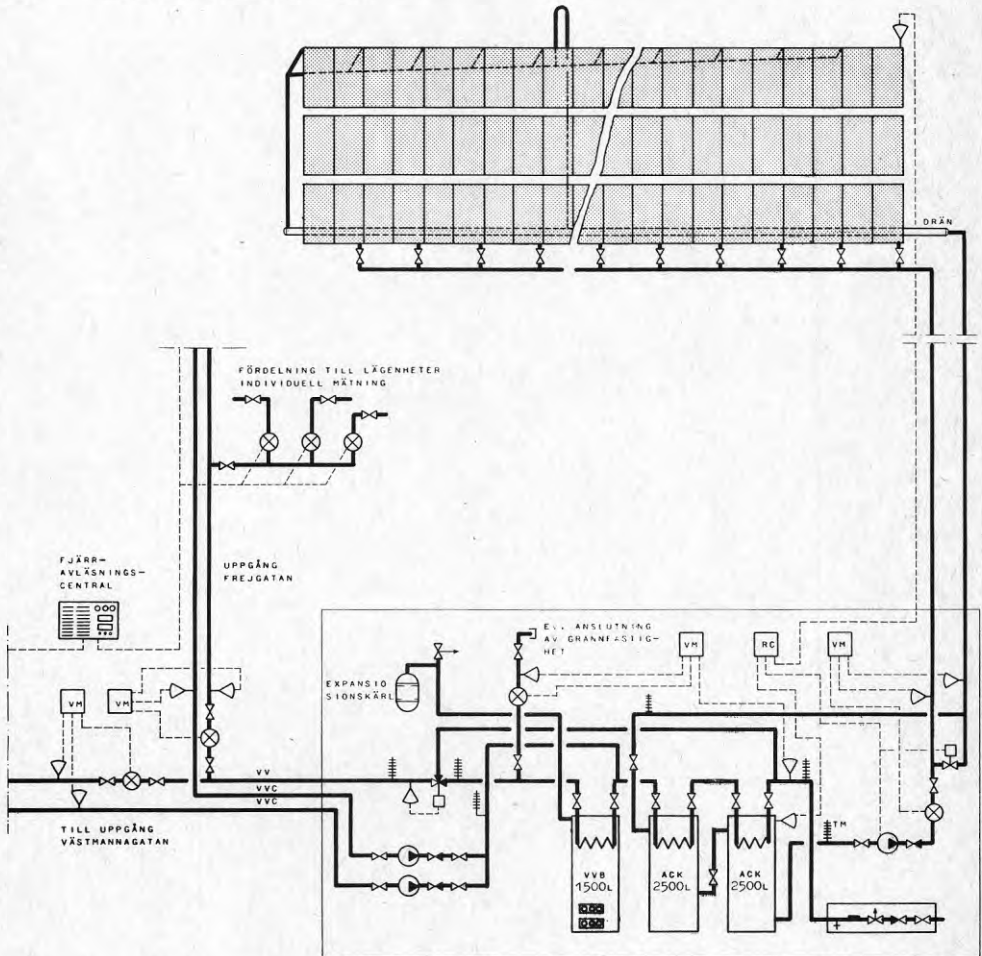 DRÄN
FÖRDELNING TILL LÄGENHETER
INDIVIDUELL MÄTNING
FJÄRR-
AVLÄSNINGS-
CENTRAL
UPPGÅNG
FREJGATAN
EV. ANSLUTNING
AV GRANNFASTIG-
HET
VM
RC
VM
EXPANSIO
SIONSKÄRL
VM
VM
VV
VVC
VVC
TILL UPPGÅNG
VÄSTMANNAGATAN
TM
VVB
1500L
ACK
2500L
ACK
2500L